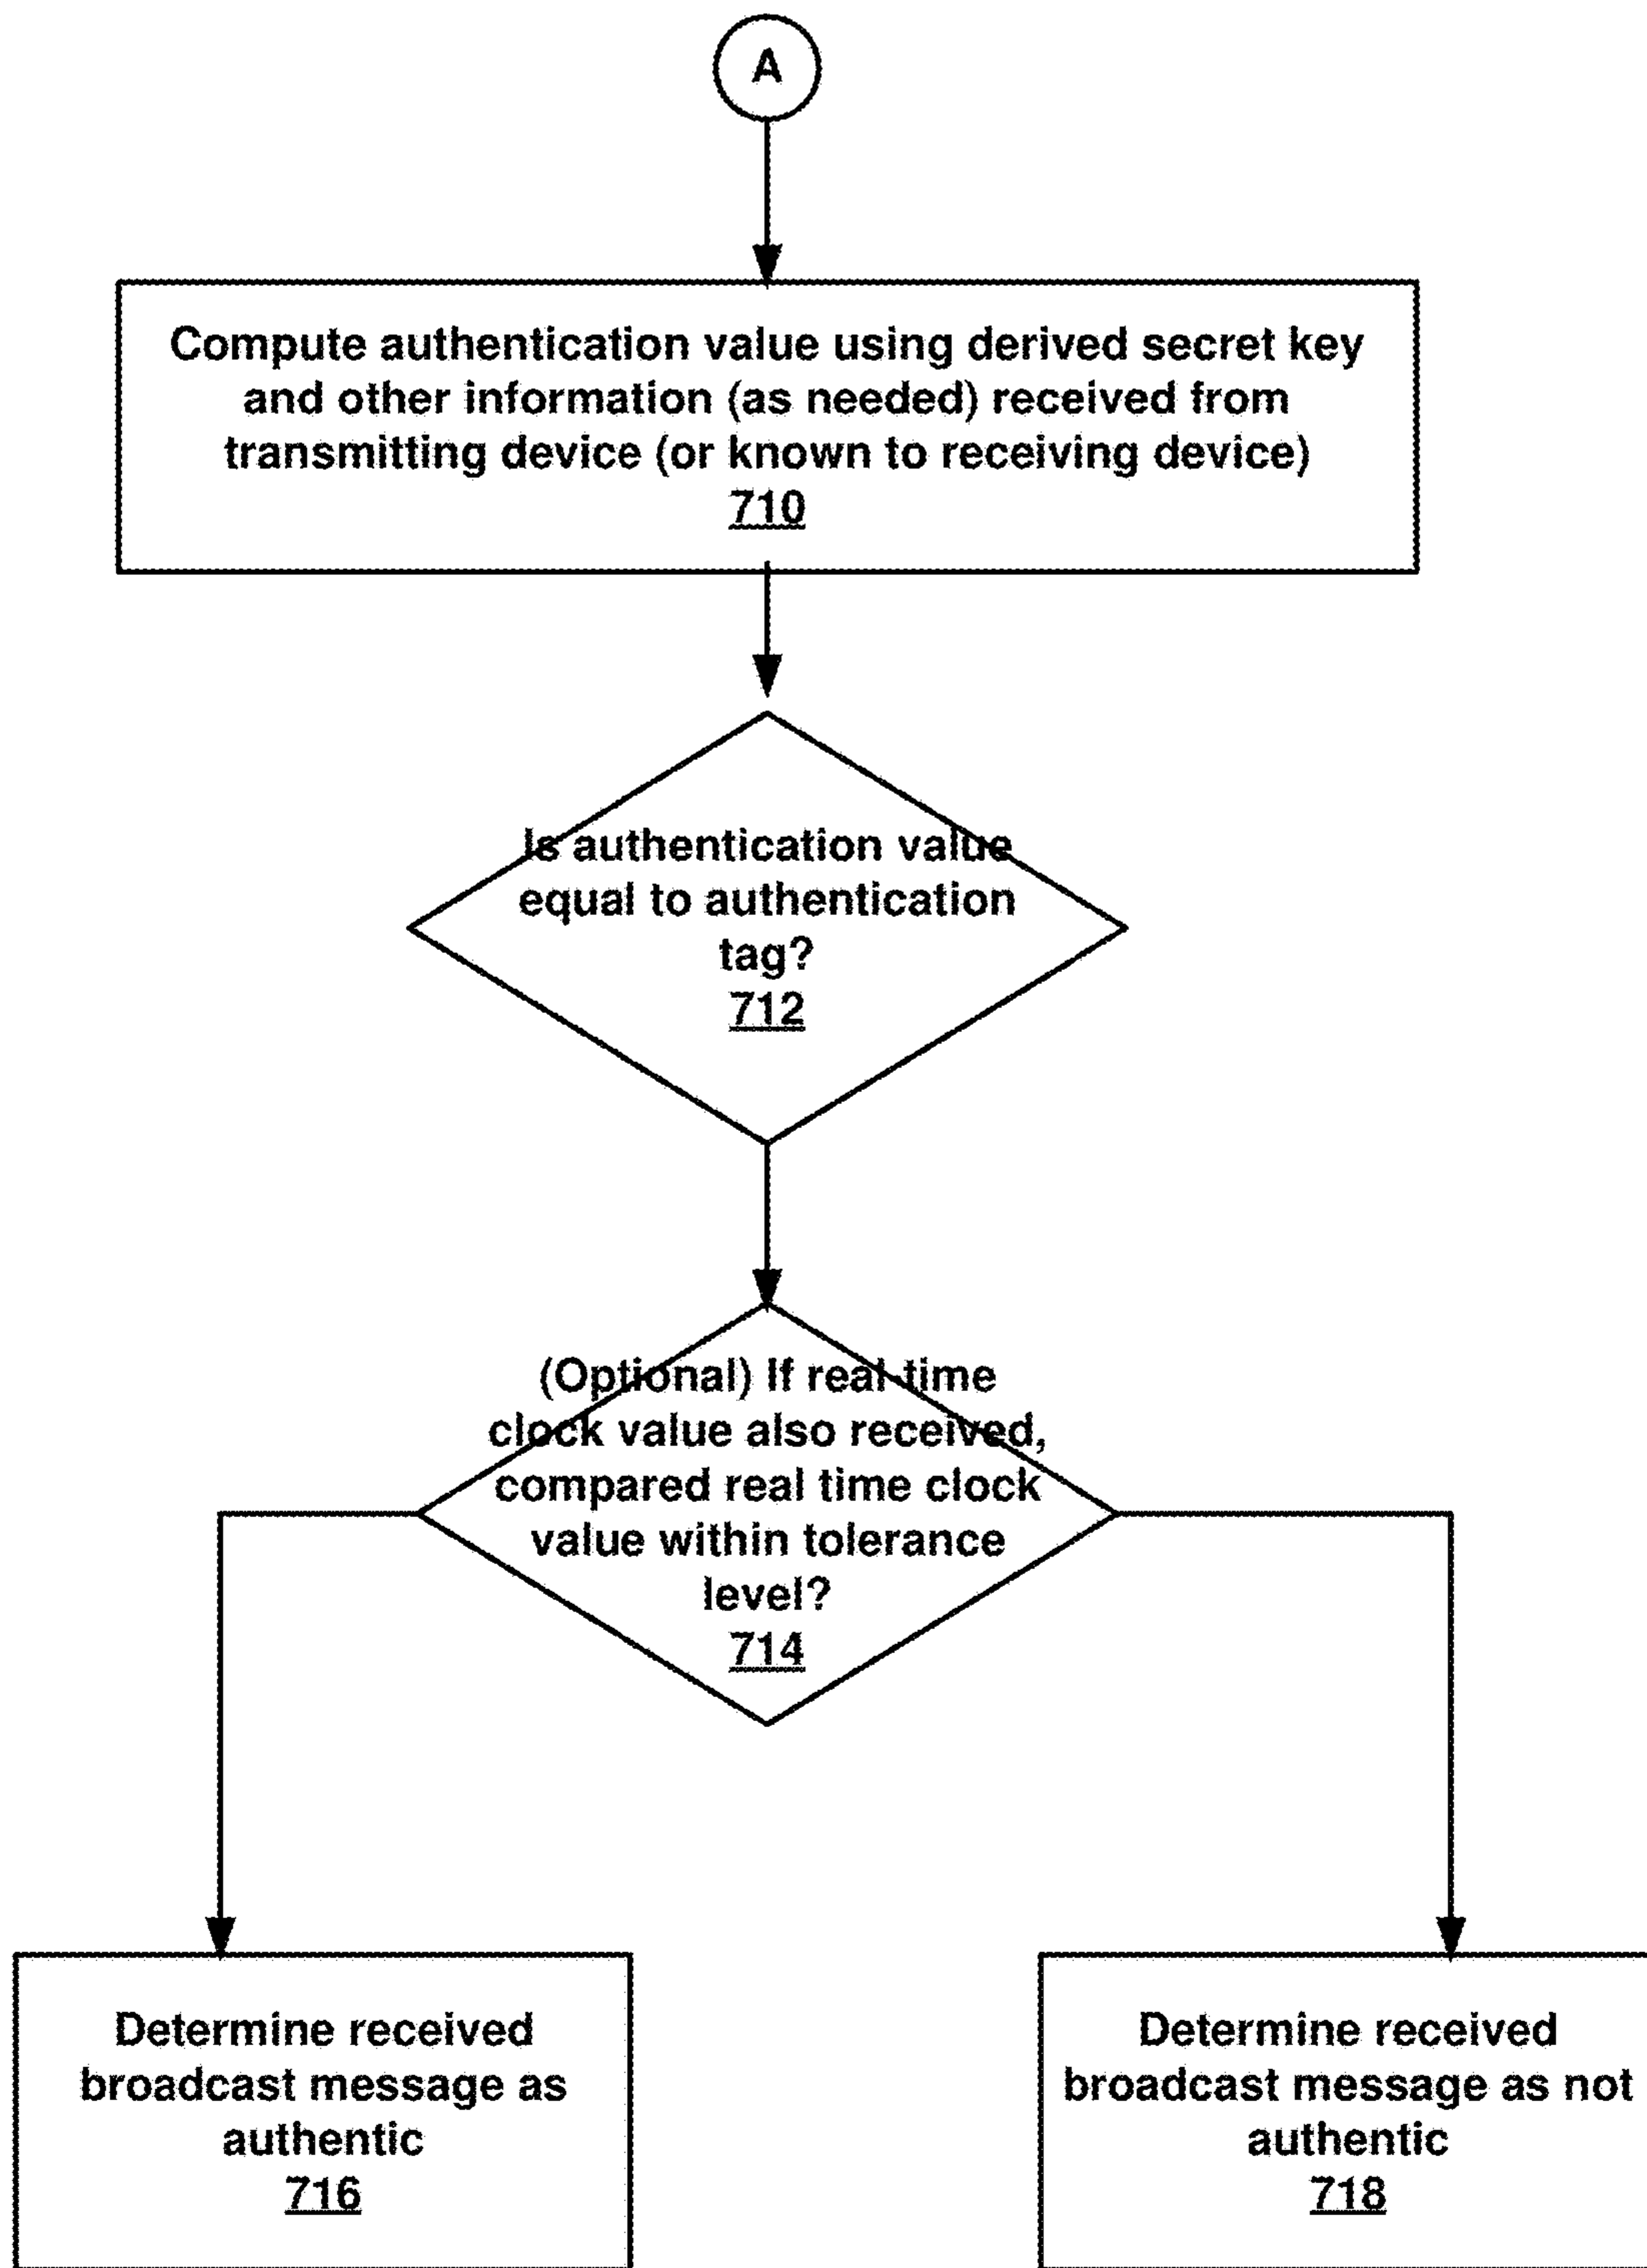 A
Compute authentication value using derived secret key
and other information (as needed) received from
transmitting device (or known to receiving device)
710
Is authentication value
equal to authentication
tag?
712
(Optional) If real-time
clock value also received,
compared real time clock
value within tolerance
level?
714
Determine received
broadcast message as
authentic
716
Determine received
broadcast message as not
authentic
718